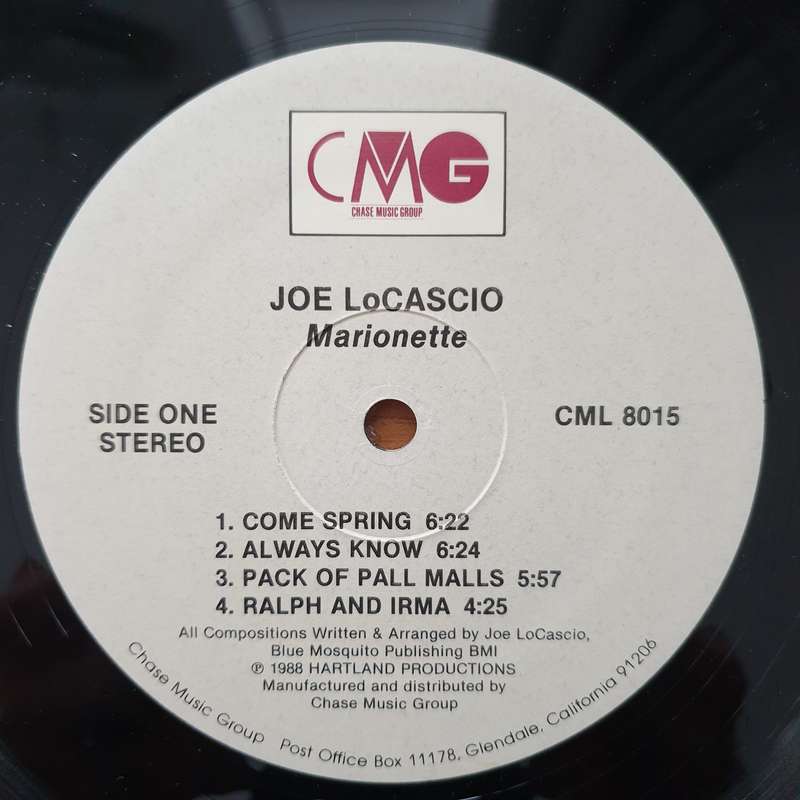 CMG
CHASE MUSIC GROUP
JOE LoCASCIO
Marionette
SIDE ONE
STEREO
CML 8015
1. COME SPRING 6:22
2. ALWAYS KNOW 6:24
3. PACK OF PALL MALLS 5:57
4. RALPH AND IRMA 4:25
All Compositions Written & Arranged by Joe LoCascio,
Blue Mosquito Publishing BMI
℗ 1988 HARTLAND PRODUCTIONS
Manufactured and distributed by
Chase Music Group
Chase Music Group Post Office Box 11178, Glendale, California 91206